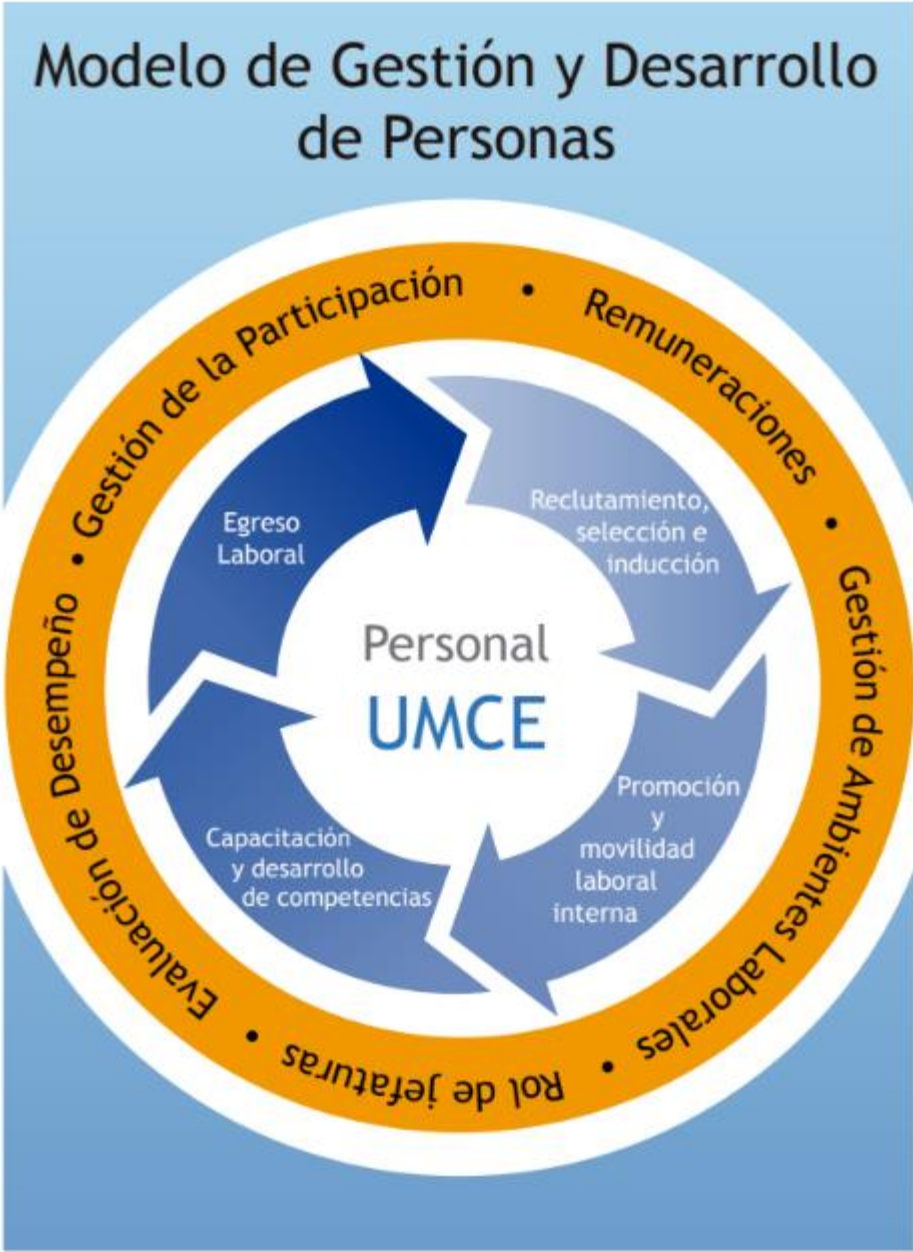 Modelo de Gestión y Desarrollo
de Personas
Gestión de la Participación
•
Remuneraciones
•
Gestión de Ambientes Laborales
•
Rol de jefaturas
•
Evaluación de Desempeño
•
Reclutamiento,
selección e
inducción
Promoción
y
movilidad
laboral
interna
Capacitación
y desarrollo
de competencias
Egreso
Laboral
Personal
UMCE